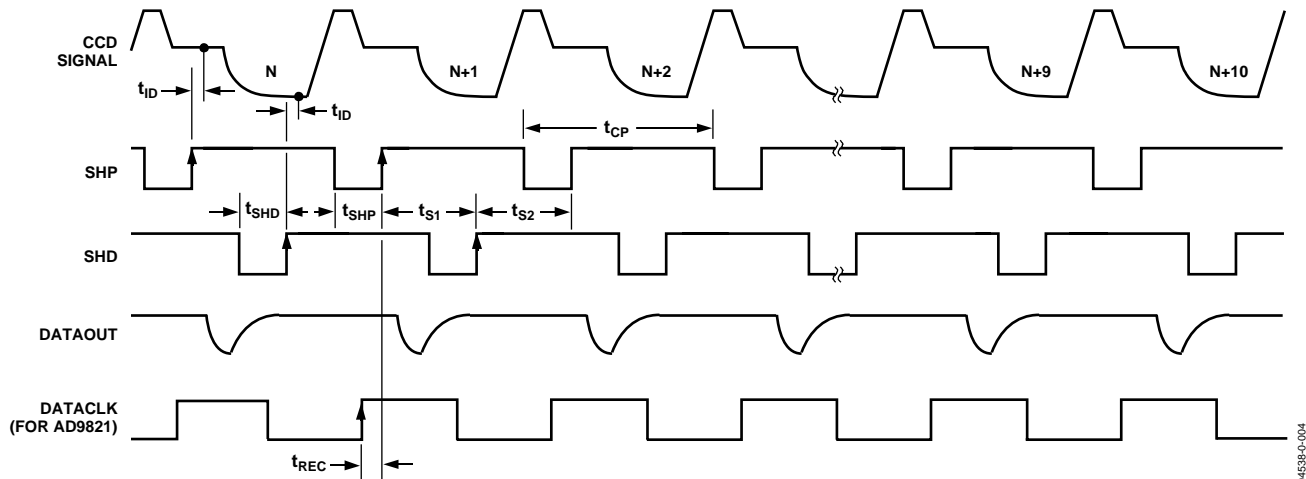 CCD
SIGNAL
N
N+1
N+2
N+9
N+10
tID
tID
tCP
SHP
tSHD
tSHP
tS1
tS2
SHD
DATAOUT
DATACLK
(FOR AD9821)
tREC
04538-0-004